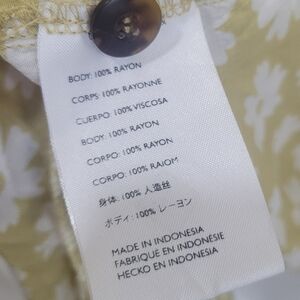 BODY: 100% RAYON
CORPS: 100% RAYONNE
CUERPO: 100% VISCOSA
BODY: 100% RAYON
CORPO: 100% RAYON
CORPO: 100% RAIOM
身体: 100% 人造丝
ボディ: 100% レーヨン
MADE IN INDONESIA
FABRIQUE EN INDONESIE
HECKO EN INDONESIA